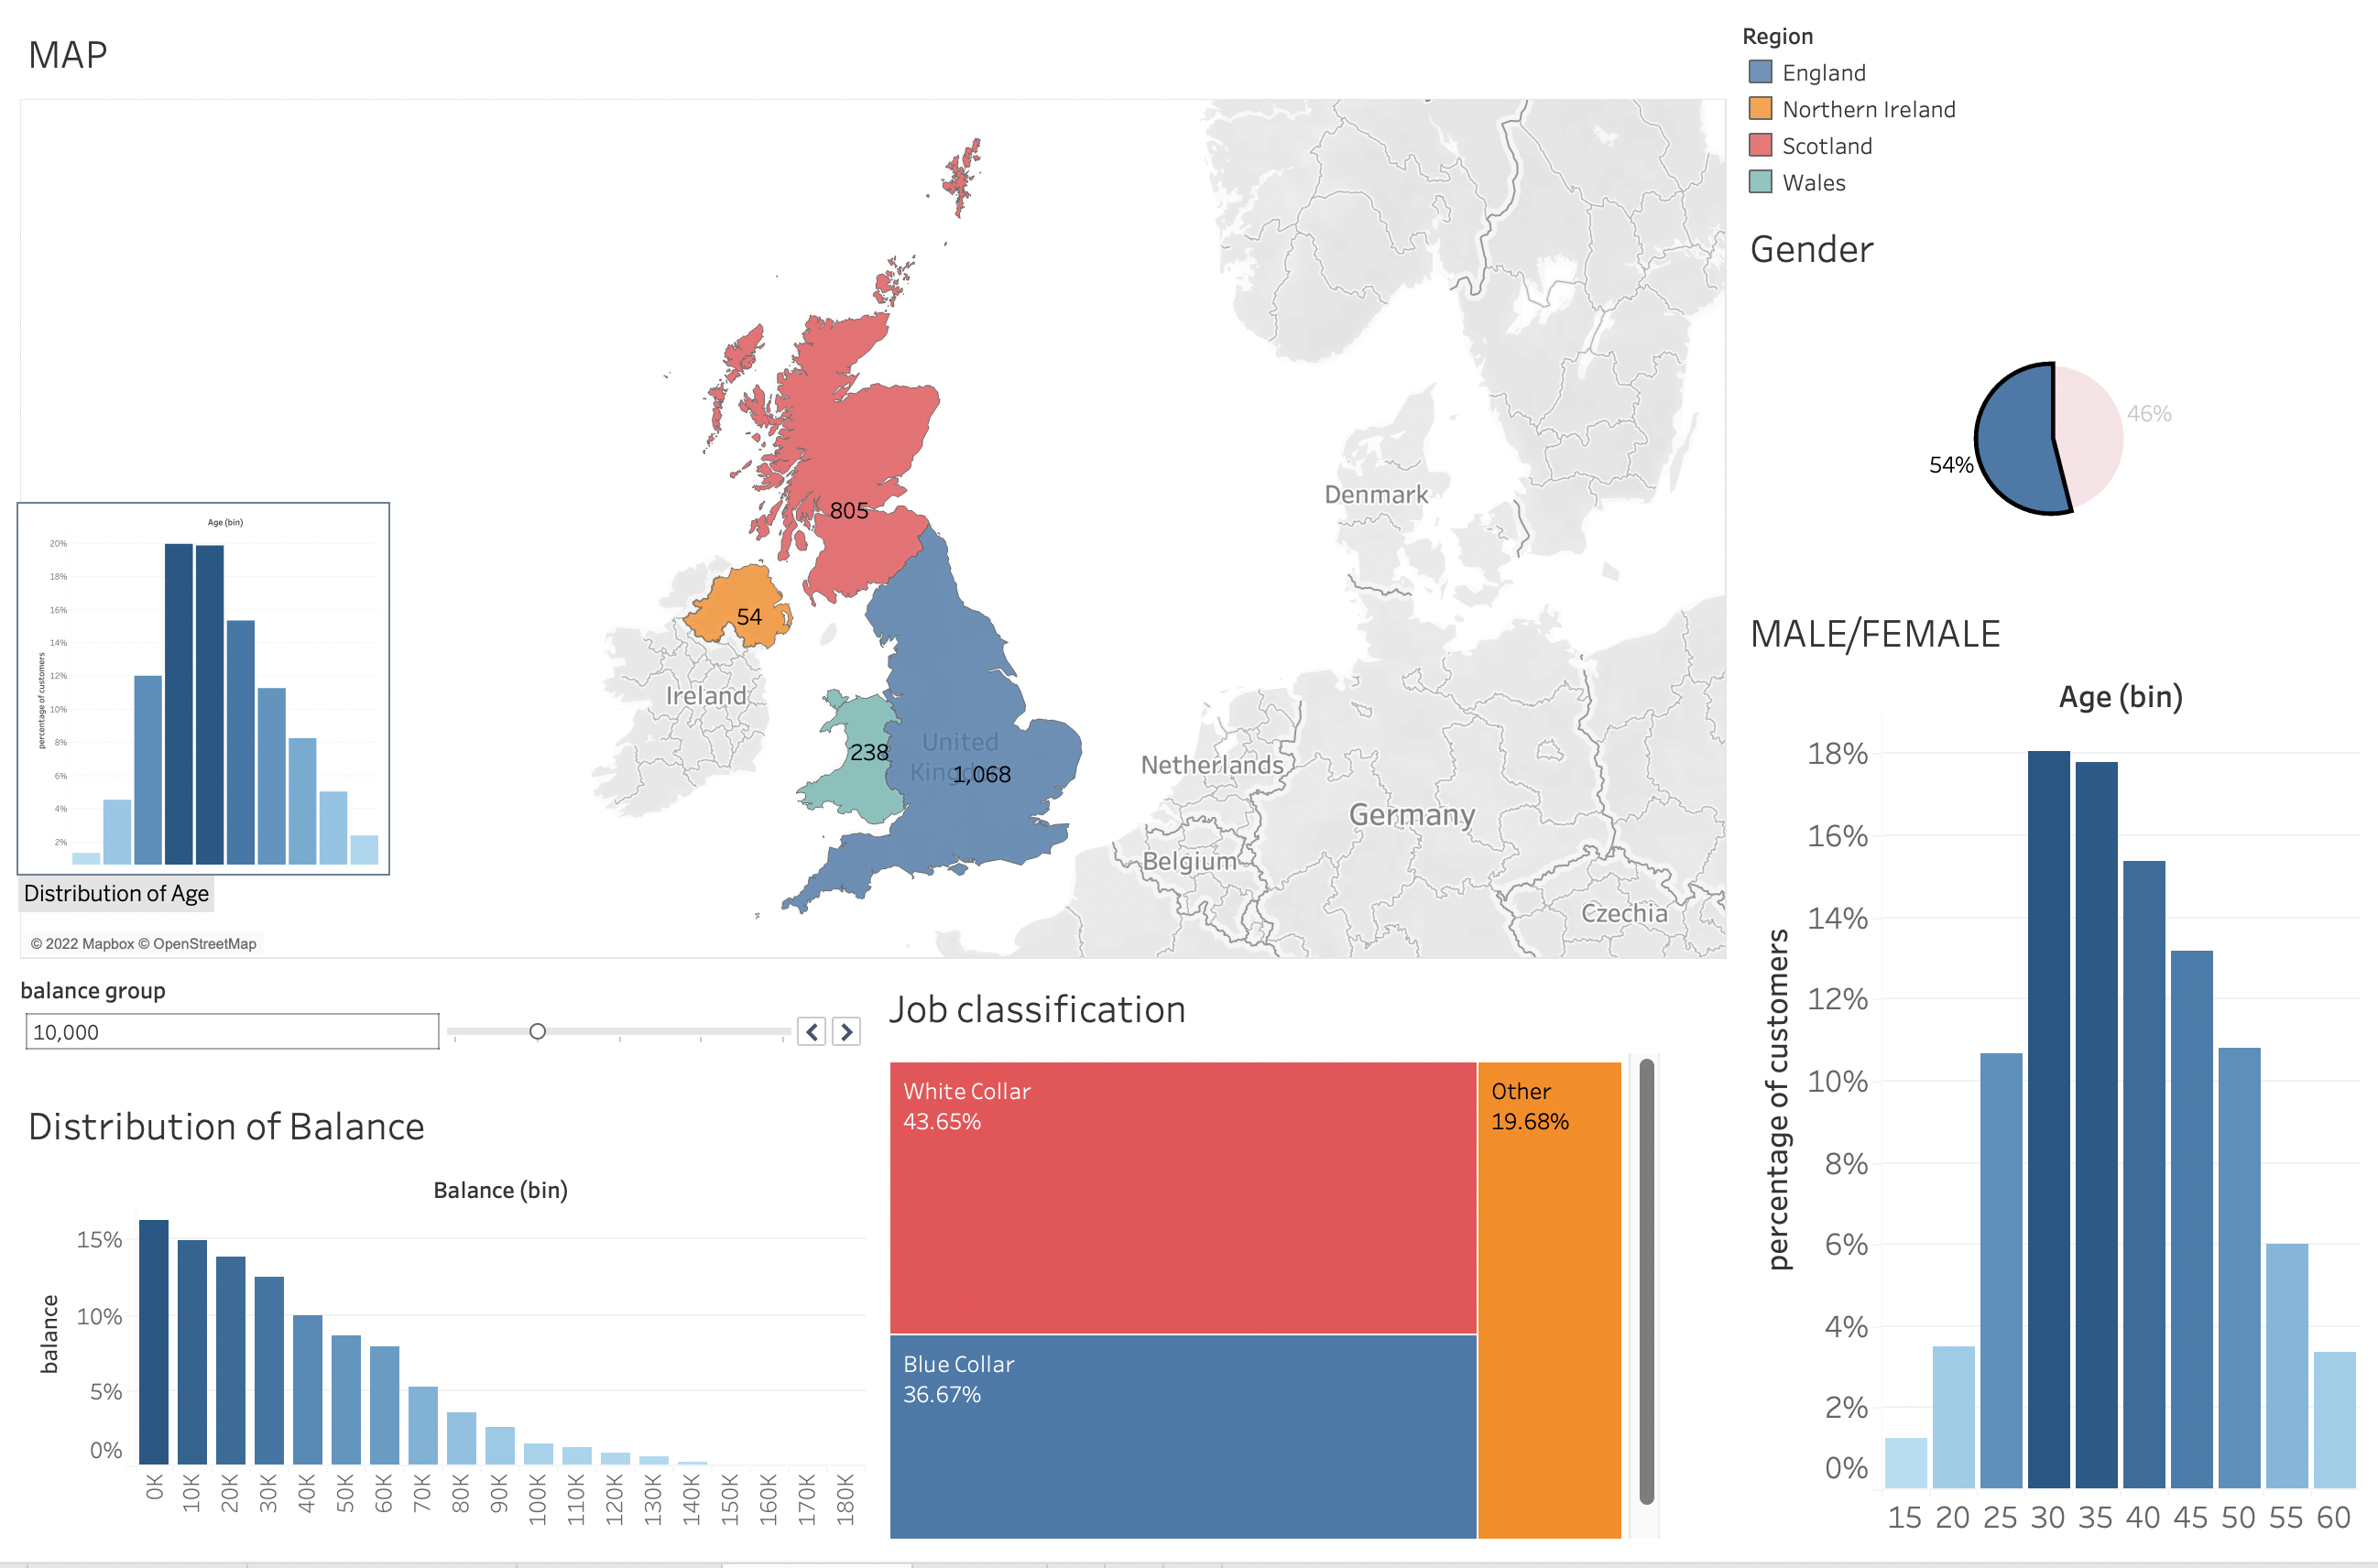 MAP
Region
England
Northern Ireland
Scotland
Wales
Gender
46%
54%
805
54
238
1,068
United
Kingdom
Ireland
Denmark
Netherlands
Belgium
Germany
Czechia
Age (bin)
percentage of customers
20%
18%
16%
14%
12%
10%
8%
6%
4%
2%
Distribution of Age
© 2022 Mapbox © OpenStreetMap
MALE/FEMALE
Age (bin)
percentage of customers
18%
16%
14%
12%
10%
8%
6%
4%
2%
0%
15 20 25 30 35 40 45 50 55 60
balance group
10,000
Distribution of Balance
Balance (bin)
balance
15%
10%
5%
0%
0K 10K 20K 30K 40K 50K 60K 70K 80K 90K 100K 110K 120K 130K 140K 150K 160K 170K 180K
Job classification
White Collar
43.65%
Other
19.68%
Blue Collar
36.67%